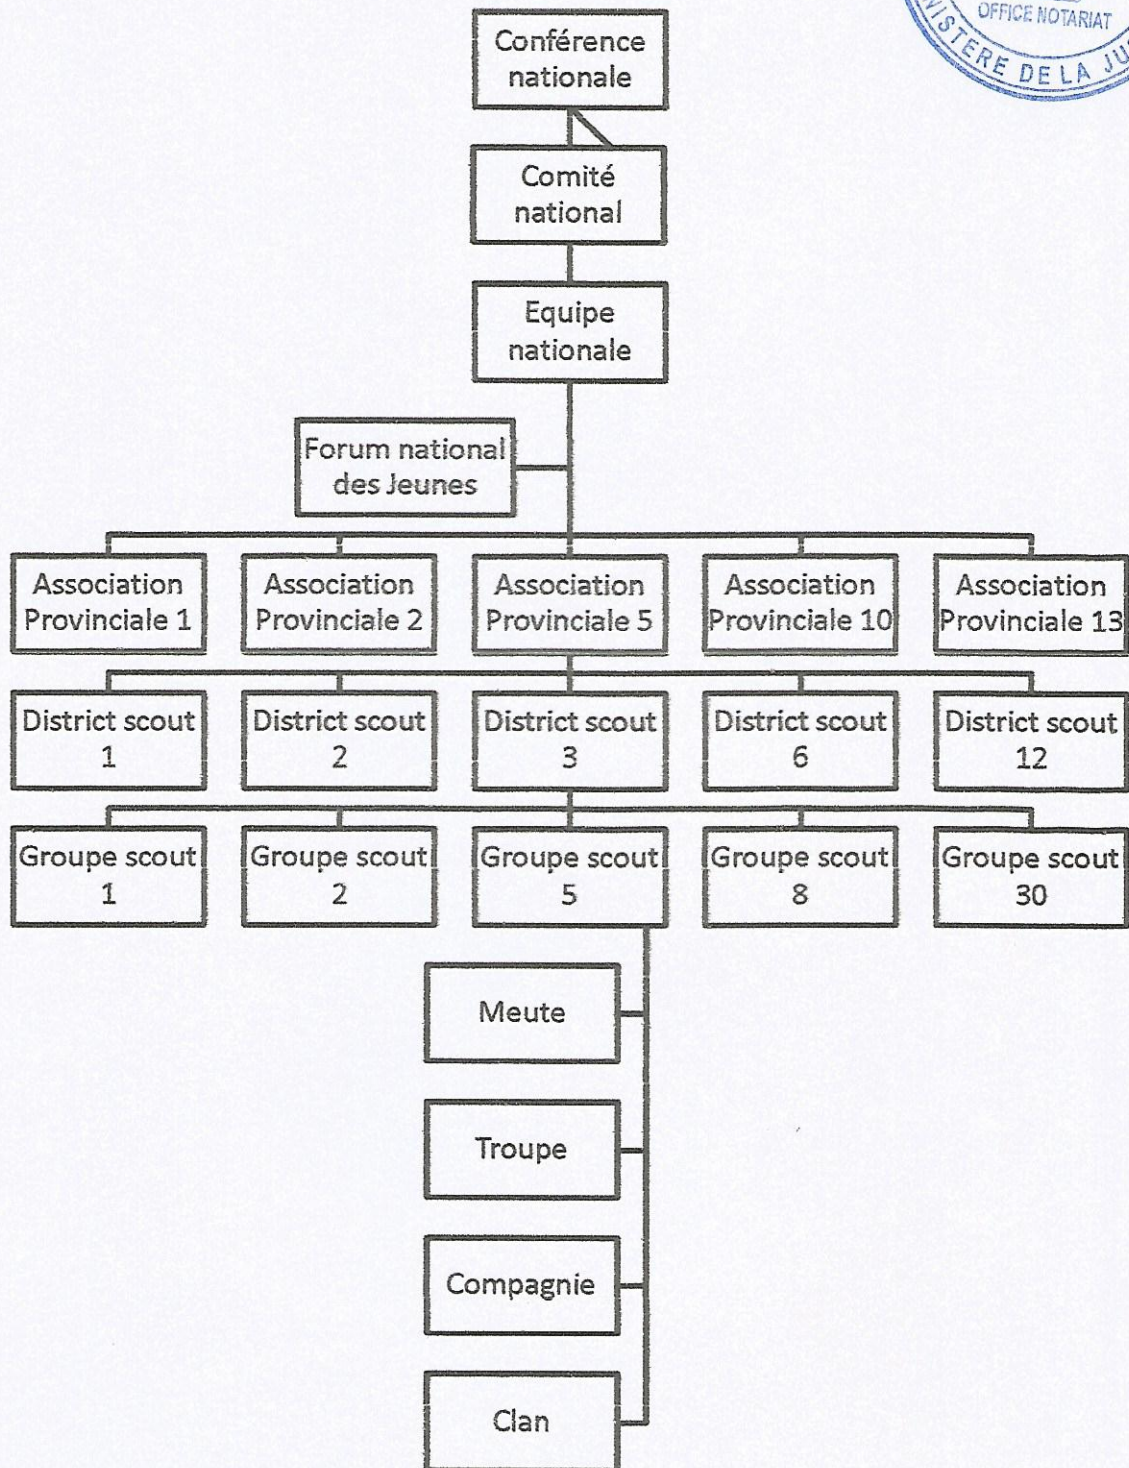 OFFICE NOTARIAT
DE LA
Conférence
nationale
Comité
national
Equipe
nationale
Forum national
des Jeunes
Association
Provinciale 1
Association
Provinciale 2
Association
Provinciale 5
Association
Provinciale 10
Association
Provinciale 13
District scout
1
District scout
2
District scout
3
District scout
6
District scout
12
Groupe scout
1
Groupe scout
2
Groupe scout
5
Groupe scout
8
Groupe scout
30
Meute
Troupe
Compagnie
Clan